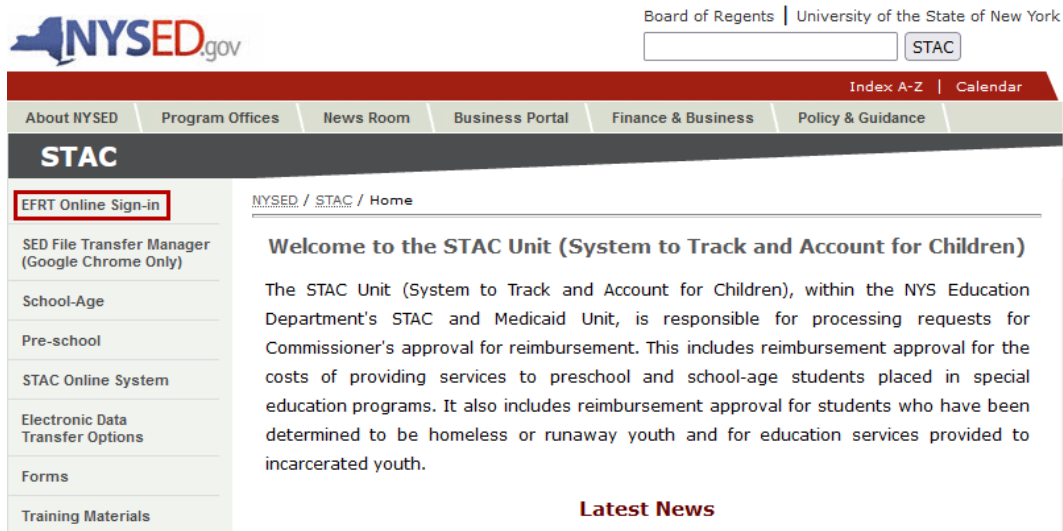 NYSED.gov
Board of Regents | University of the State of New York
STAC
Index A-Z | Calendar
About NYSED
Program Offices
News Room
Business Portal
Finance & Business
Policy & Guidance
STAC
EFRT Online Sign-in
SED File Transfer Manager
(Google Chrome Only)
School-Age
Pre-school
STAC Online System
Electronic Data
Transfer Options
Forms
Training Materials
NYSED / STAC / Home
Welcome to the STAC Unit (System to Track and Account for Children)
The STAC Unit (System to Track and Account for Children), within the NYS Education
Department's STAC and Medicaid Unit, is responsible for processing requests for
Commissioner's approval for reimbursement. This includes reimbursement approval for the
costs of providing services to preschool and school-age students placed in special
education programs. It also includes reimbursement approval for students who have been
determined to be homeless or runaway youth and for education services provided to
incarcerated youth.
Latest News